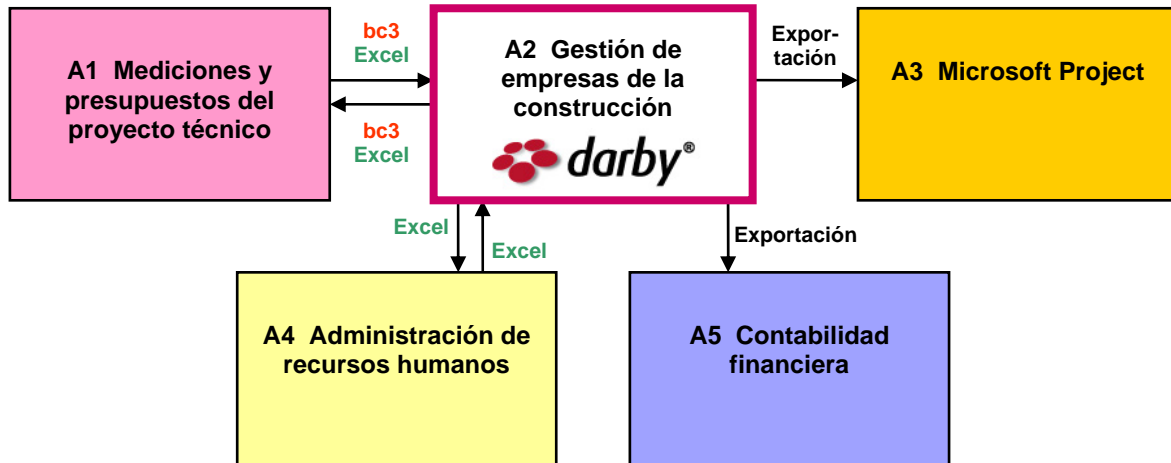 A1  Mediciones y
presupuestos del
proyecto técnico
bc3
Excel
bc3
Excel
A2  Gestión de
empresas de la
construcción
darby®
Expor-
tación
A3  Microsoft Project
Excel
Excel
Exportación
A4  Administración de
recursos humanos
A5  Contabilidad
financiera